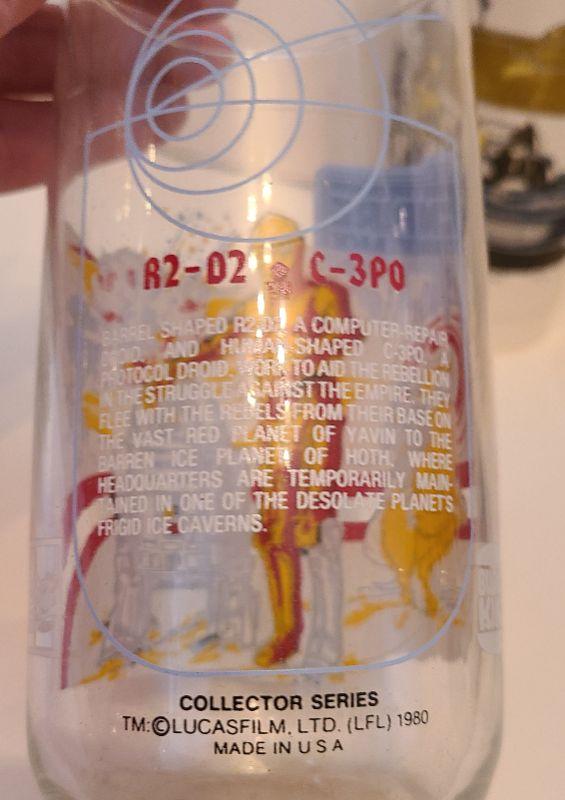 R2-D2 C-3PO
BARREL SHAPED R2-D2, A COMPUTER-REPAIR
DROID, AND HUMAN-SHAPED C-3PO, A
PROTOCOL DROID, WORK TO AID THE REBELLION
IN THE STRUGGLE AGAINST THE EMPIRE. THEY
FLEE WITH THE REBELS FROM THEIR BASE ON
THE VAST RED PLANET OF YAVIN TO THE
BARREN ICE PLANET OF HOTH, WHERE
HEADQUARTERS ARE TEMPORARILY MAIN-
TAINED IN ONE OF THE DESOLATE PLANETS
FRIGID ICE CAVERNS.
COLLECTOR SERIES
TM:©LUCASFILM, LTD. (LFL) 1980
MADE IN U S A